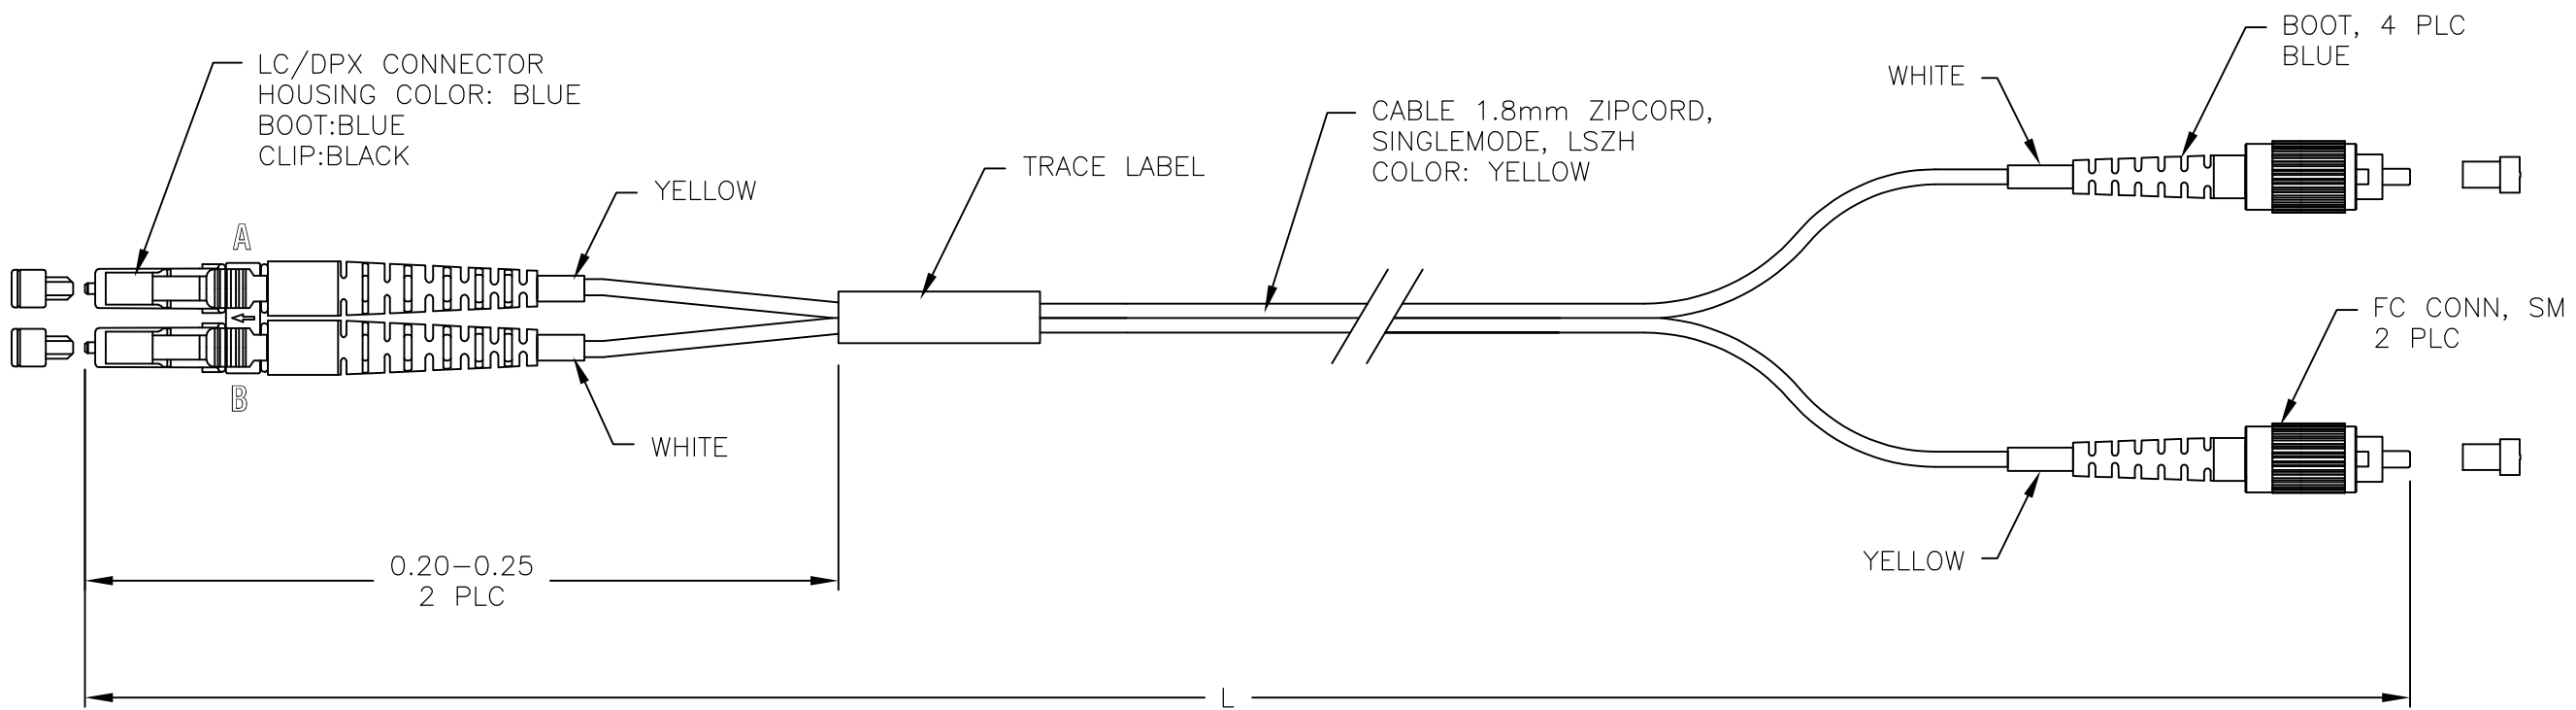 LC/DPX CONNECTOR
HOUSING COLOR: BLUE
BOOT:BLUE
CLIP:BLACK
YELLOW
TRACE LABEL
CABLE 1.8mm ZIPCORD,
SINGLEMODE, LSZH
COLOR: YELLOW
WHITE
BOOT, 4 PLC
BLUE
A
B
WHITE
FC CONN, SM
2 PLC
YELLOW
0.20-0.25
2 PLC
L